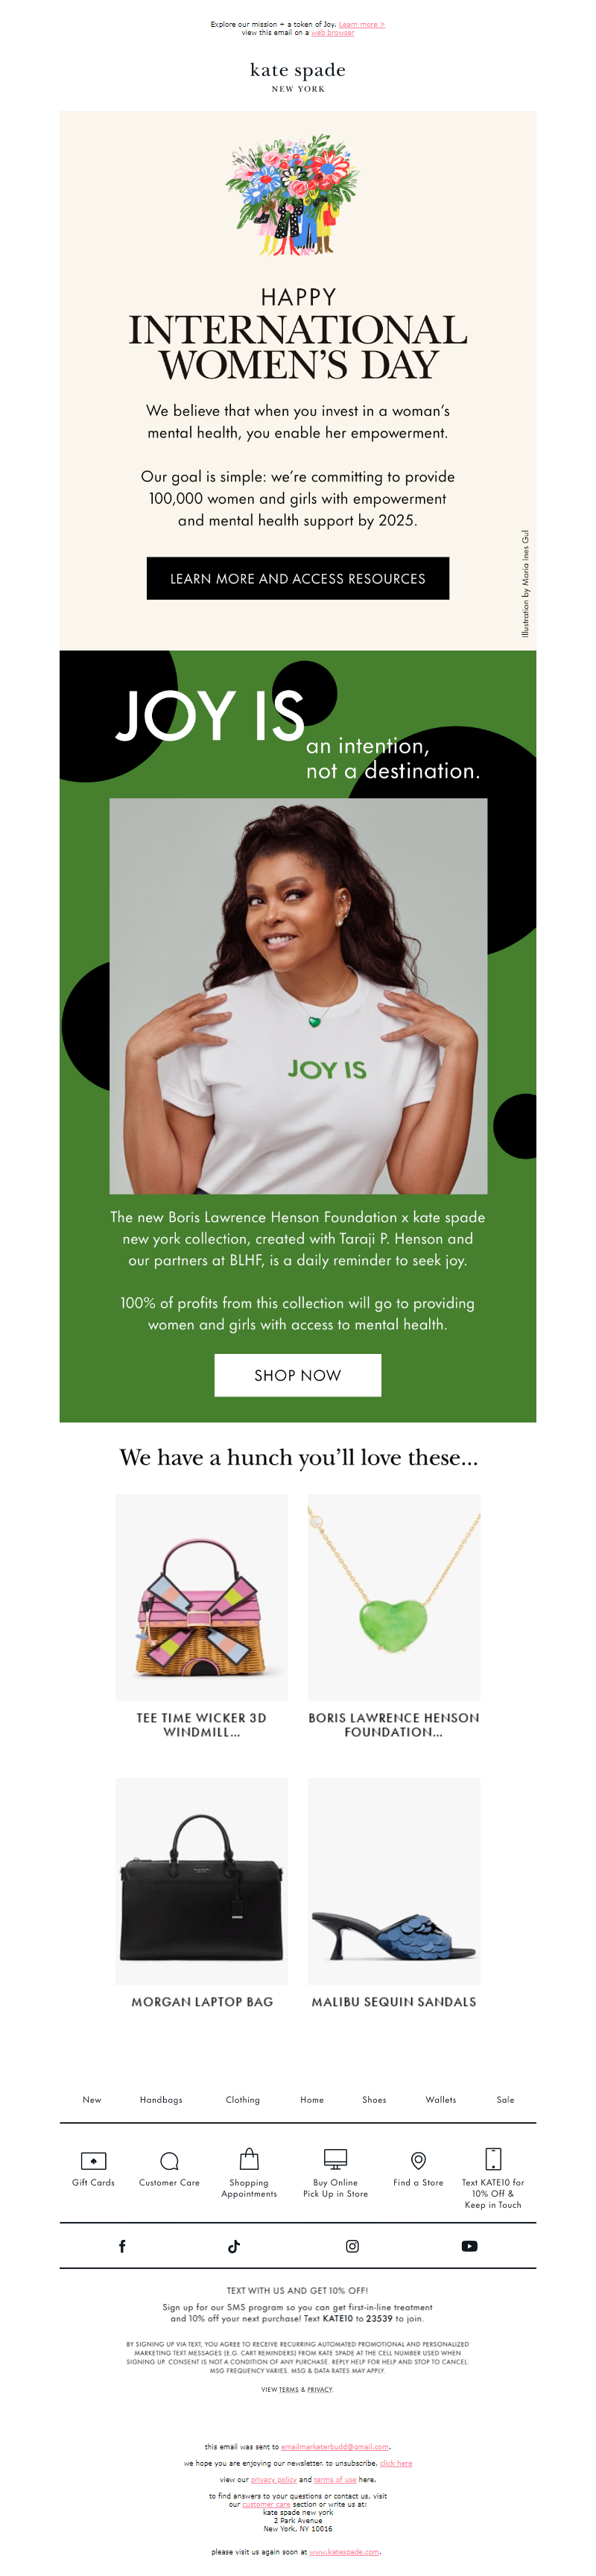 Explore our mission + a token of Joy. Learn more >
view this email on a web browser
kate spade
NEW YORK
HAPPY
INTERNATIONAL
WOMEN'S DAY
We believe that when you invest in a woman's
mental health, you enable her empowerment.
Our goal is simple: we're committing to provide
100,000 women and girls with empowerment
and mental health support by 2025.
Illustration by Maria Ines Gul
LEARN MORE AND ACCESS RESOURCES
JOY IS
an intention,
not a destination.
JOY IS
The new Boris Lawrence Henson Foundation x kate spade
new york collection, created with Taraji P. Henson and
our partners at BLHF, is a daily reminder to seek joy.
100% of profits from this collection will go to providing
women and girls with access to mental health.
SHOP NOW
We have a hunch you'll love these...
TEE TIME WICKER 3D
WINDMILL...
BORIS LAWRENCE HENSON
FOUNDATION...
MORGAN LAPTOP BAG
MALIBU SEQUIN SANDALS
New Handbags Clothing Home Shoes Wallets Sale
Gift Cards
Customer Care
Shopping
Appointments
Buy Online
Pick Up in Store
Find a Store
Text KATE10 for
10% Off &
Keep in Touch
TEXT WITH US AND GET 10% OFF!
Sign up for our SMS program so you can get first-in-line treatment
and 10% off your next purchase! Text KATE10 to 23539 to join.
BY SIGNING UP VIA TEXT, YOU AGREE TO RECEIVE RECURRING AUTOMATED PROMOTIONAL AND PERSONALIZED
MARKETING TEXT MESSAGES (E.G. CART REMINDERS) FROM KATE SPADE AT THE CELL NUMBER USED WHEN
SIGNING UP. CONSENT IS NOT A CONDITION OF ANY PURCHASE. REPLY HELP FOR HELP AND STOP TO CANCEL.
MSG FREQUENCY VARIES. MSG & DATA RATES MAY APPLY.
VIEW TERMS & PRIVACY.
this email was sent to emailmarketerbudd@gmail.com.
we hope you are enjoying our newsletter. to unsubscribe, click here
view our privacy policy and terms of use here.
to find answers to your questions or contact us, visit
our customer care section or write us at:
kate spade new york
2 Park Avenue
New York, NY 10016
please visit us again soon at www.katespade.com.